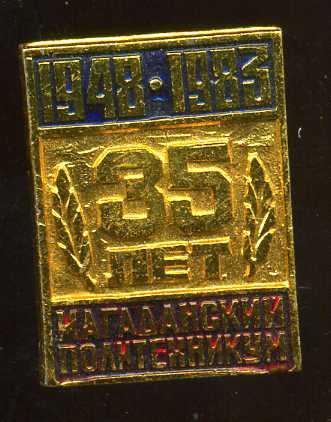 1948·1983
35
ЛЕТ
МАГАДАНСКИЙ
ПОЛИТЕХНИКУМ